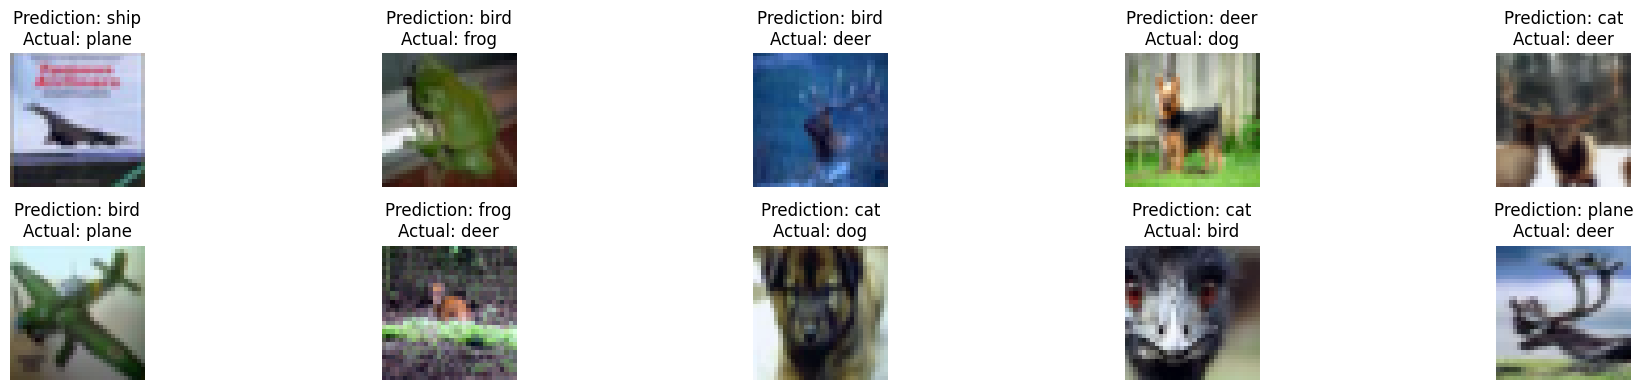 Prediction: ship
Actual: plane
Prediction: bird
Actual: frog
Prediction: bird
Actual: deer
Prediction: deer
Actual: dog
Prediction: cat
Actual: deer
Prediction: bird
Actual: plane
Prediction: frog
Actual: deer
Prediction: cat
Actual: dog
Prediction: cat
Actual: bird
Prediction: plane
Actual: deer